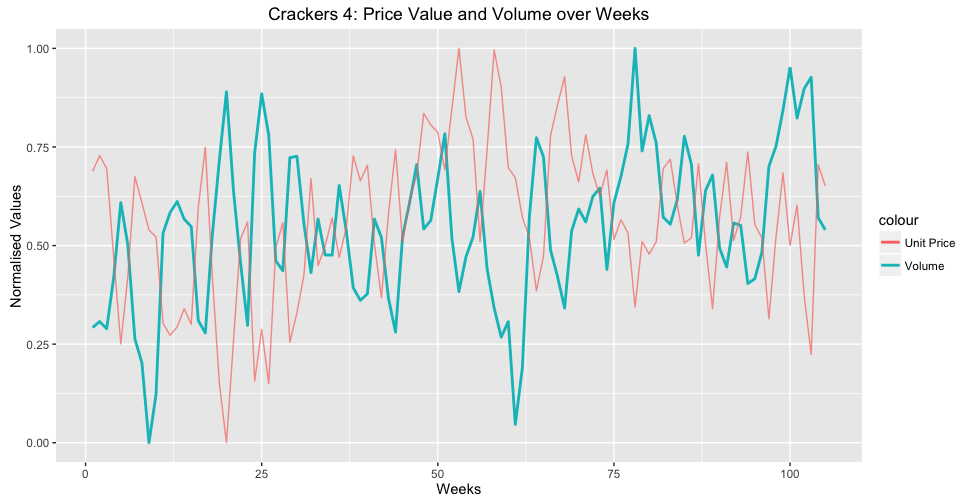 Crackers 4: Price Value and Volume over Weeks
Normalised Values
1.00
0.75
0.50
0.25
0.00
0
25
50
75
100
Weeks
colour
Unit Price
Volume